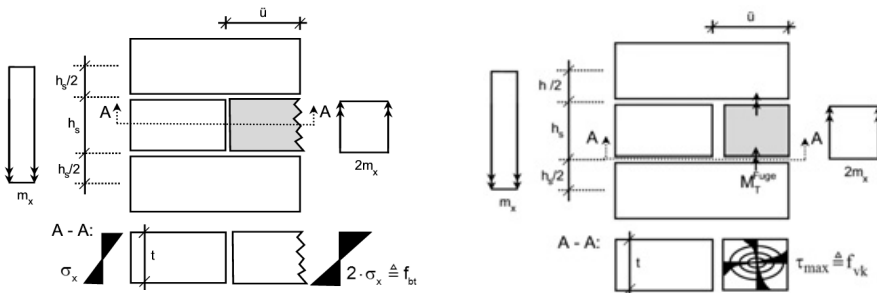 ü
h_s/2
A
A
h_s
h_s/2
m_x
2m_x
A - A:
σ_x
t
2 · σ_x ≙ f_bt
ü
h /2
A
A
h_s
h_s/2
M_T^Fuge
m_x
2m_x
A - A:
t
τ_max ≙ f_vk